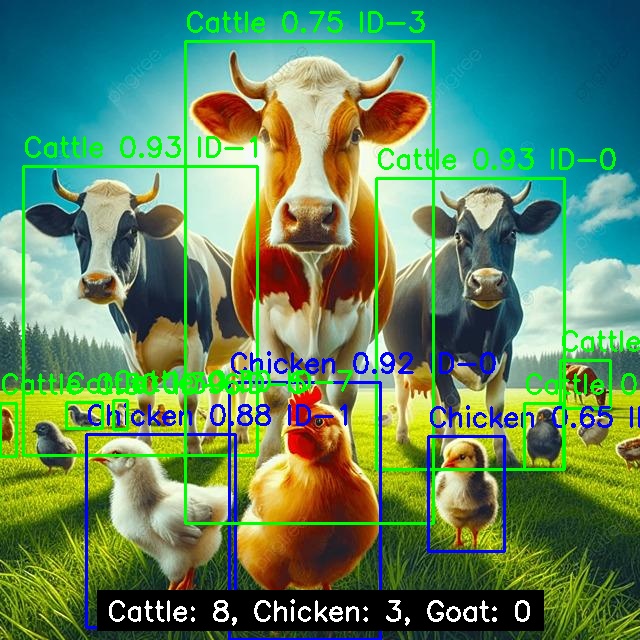 Cattle 0.75 ID-3
Cattle 0.93 ID-1
Cattle 0.93 ID-0
Cattle
Chicken 0.92 ID-0
Cattle
Cattle 0
Chicken 0.88 ID-1
Chicken 0.65
Cattle: 8, Chicken: 3, Goat: 0